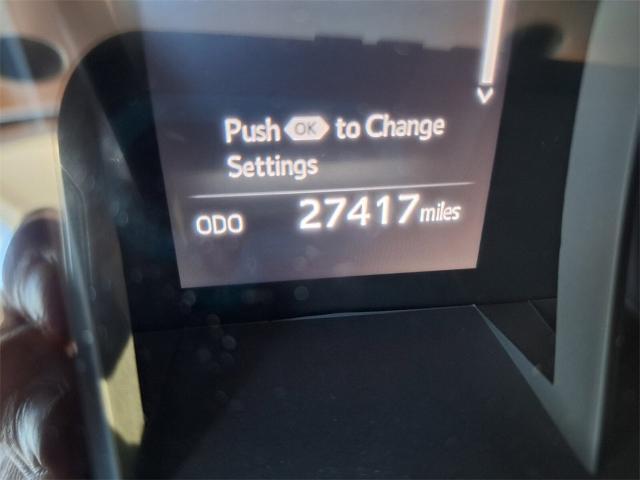 Push OK to Change
Settings
ODO 27417 miles